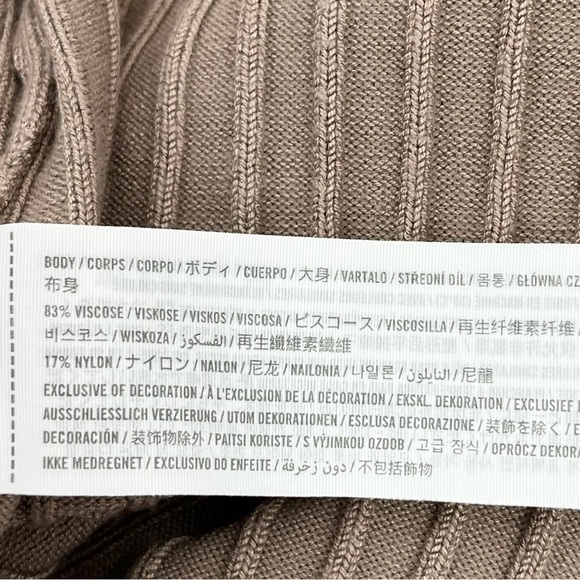 BODY / CORPS / CORPO / ボディ / CUERPO / 大身 / VARTALO / STŘEDNÍ DÍL / 몸통 / GŁÓWNA
布身
83% VISCOSE / VISKOSE / VISKOS / VISCOSA / ビスコース / VISCOSILLA / 再生纤维素纤维 /
비스코스 / WISKOZA / الفسكوز / 再生纖維素纖維
17% NYLON / ナイロン / NAILON / 尼龙 / NAILONIA / 나일론 / النايلون / 尼龍
EXCLUSIVE OF DECORATION / À L'EXCLUSION DE LA DÉCORATION / EKSKL. DEKORATION / EXCLUSIEF
AUSSCHLIESSLICH VERZIERUNG / UTOM DEKORATIONEN / ESCLUSA DECORAZIONE / 装飾を除く /
DECORACIÓN / 装饰物除外 / PAITSI KORISTE / S VÝJIMKOU OZDOB / 고급 장식 / OPRÓCZ
IKKE MEDREGNET / EXCLUSIVO DO ENFEITE / دون زخرفة / 不包括飾物